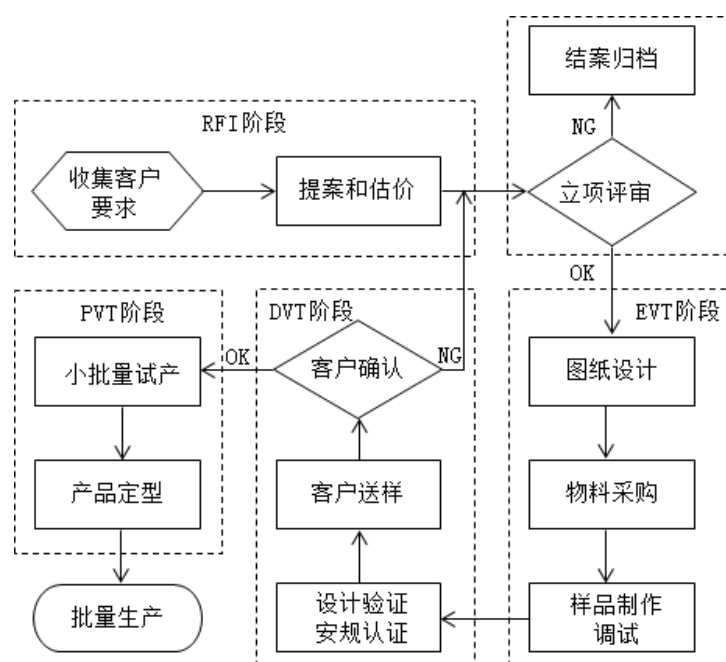 结案归档
RFI阶段
NG
收集客户
要求
提案和估价
立项评审
OK
PVT阶段
DVT阶段
EVT阶段
小批量试产
OK
客户确认
NG
图纸设计
产品定型
客户送样
物料采购
批量生产
设计验证
安规认证
样品制作
调试